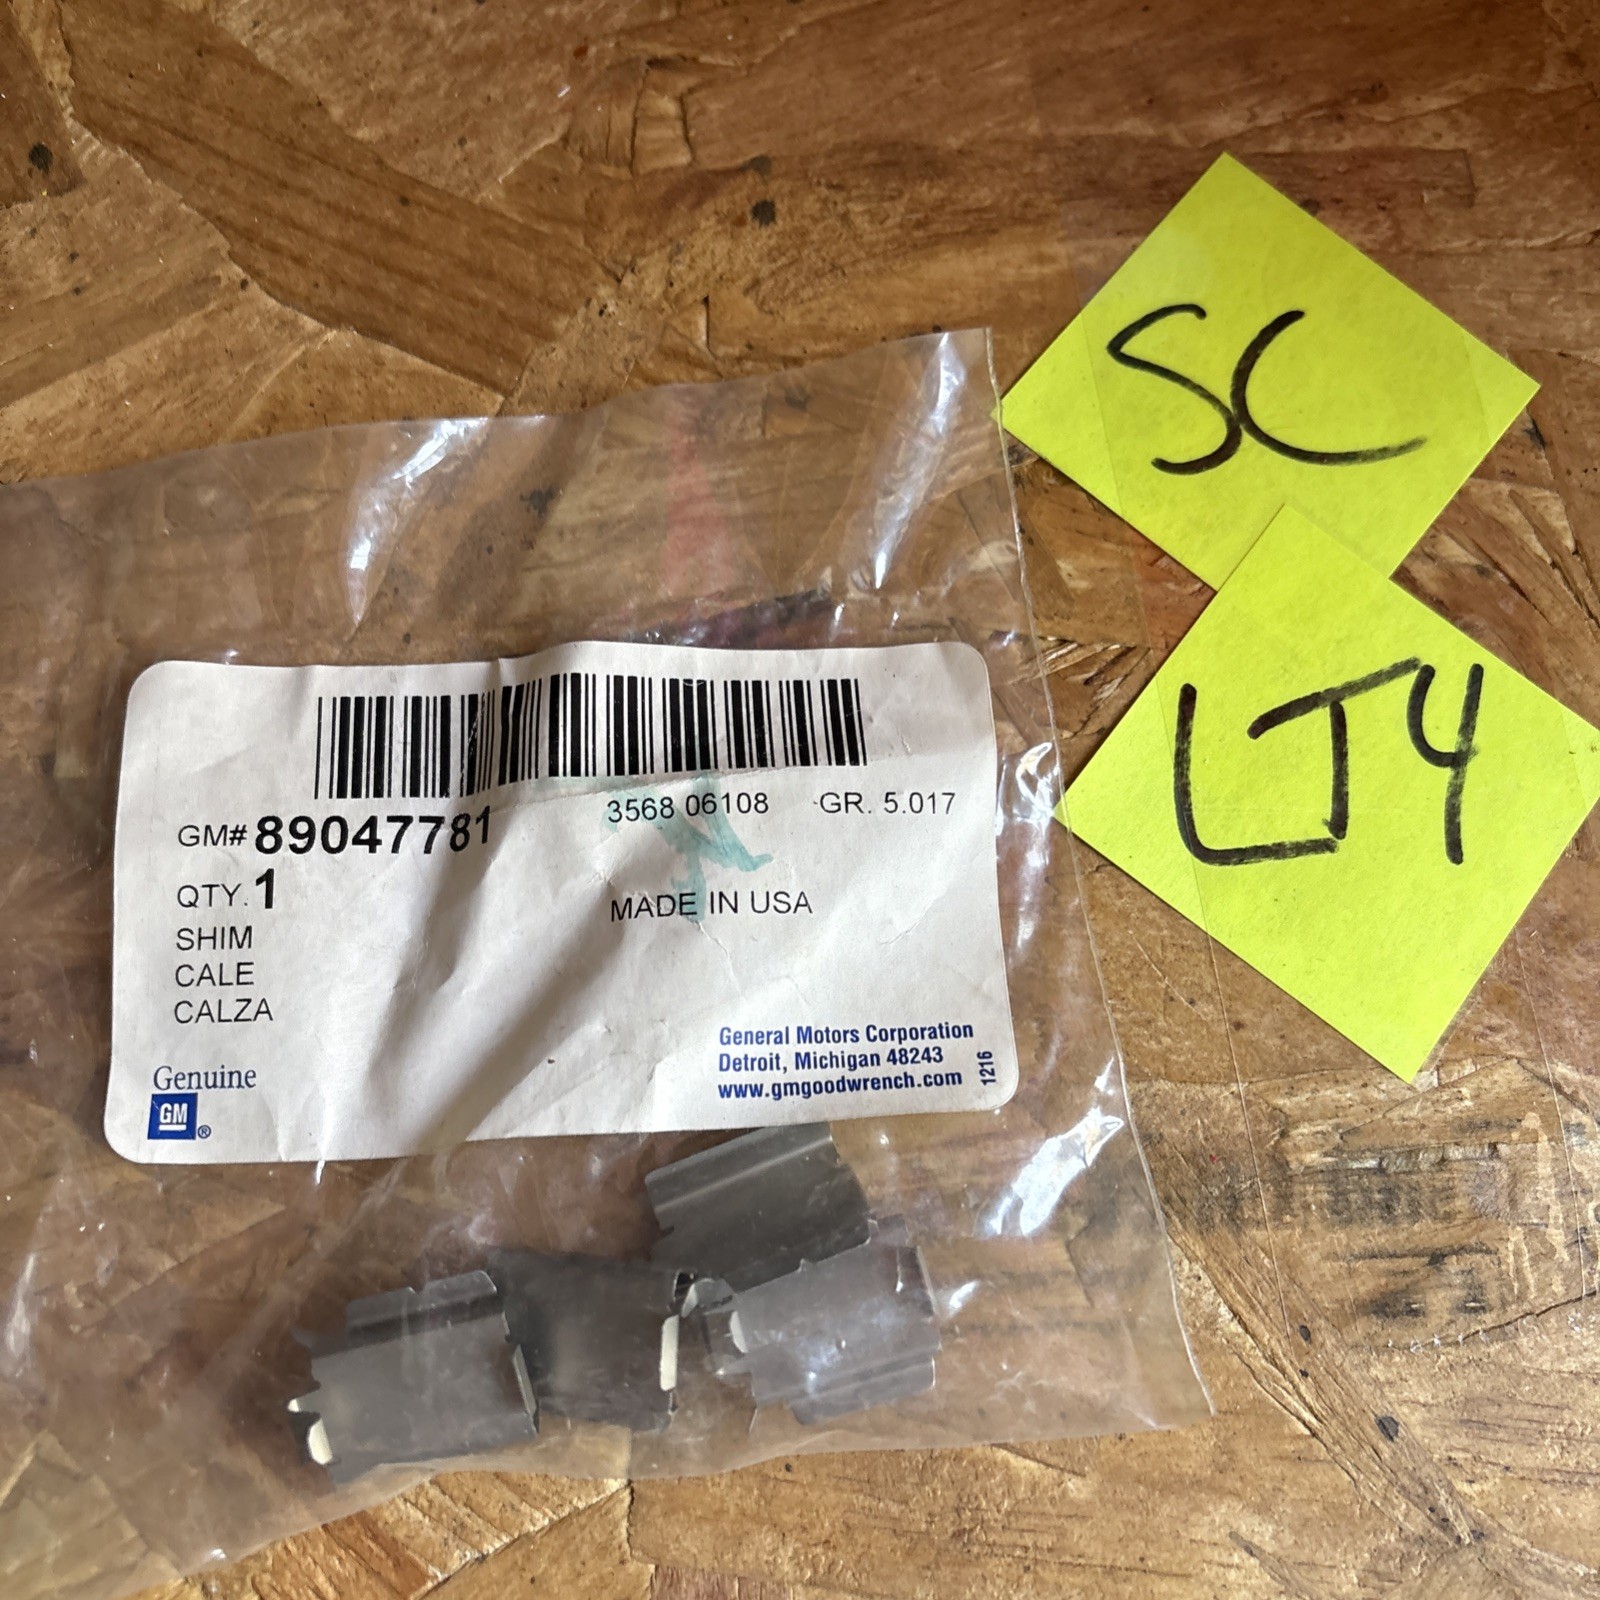 SC
LT4
GM# 89047781
3568 06108 GR. 5.017
QTY. 1
MADE IN USA
SHIM
CALE
CALZA
General Motors Corporation
Detroit, Michigan 48243
www.gmgoodwrench.com
1216
Genuine
GM®